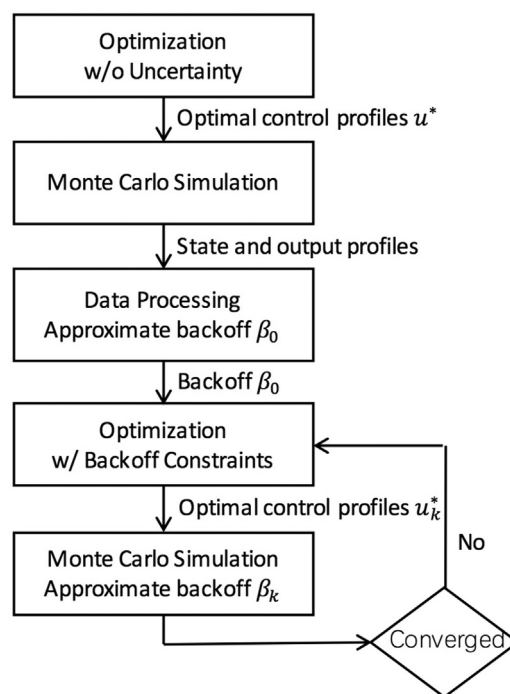 Optimization
w/o Uncertainty
Optimal control profiles u*
Monte Carlo Simulation
State and output profiles
Data Processing
Approximate backoff β₀
Backoff β₀
Optimization
w/ Backoff Constraints
Optimal control profiles uₖ*
No
Monte Carlo Simulation
Approximate backoff βₖ
Converged